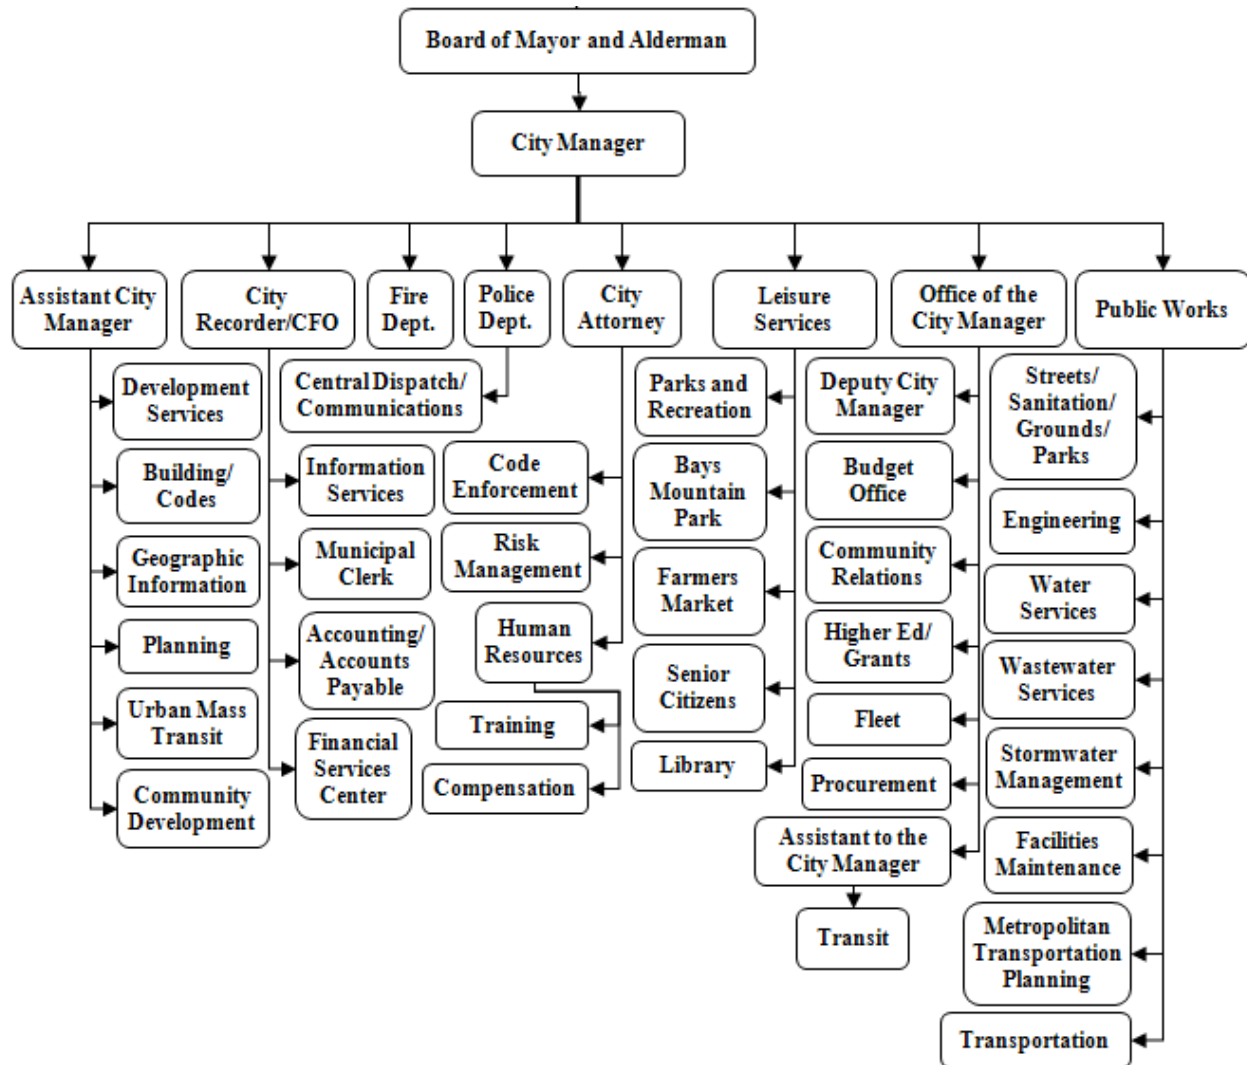 Board of Mayor and Alderman
City Manager
Assistant City
Manager
City
Recorder/CFO
Fire
Dept.
Police
Dept.
City
Attorney
Leisure
Services
Office of the
City Manager
Public Works
Development
Services
Building/
Codes
Geographic
Information
Planning
Urban Mass
Transit
Community
Development
Central Dispatch/
Communications
Information
Services
Municipal
Clerk
Accounting/
Accounts
Payable
Financial
Services
Center
Code
Enforcement
Risk
Management
Human
Resources
Training
Compensation
Parks and
Recreation
Bays
Mountain
Park
Farmers
Market
Senior
Citizens
Library
Deputy City
Manager
Budget
Office
Community
Relations
Higher Ed/
Grants
Fleet
Procurement
Assistant to the
City Manager
Transit
Streets/
Sanitation/
Grounds/
Parks
Engineering
Water
Services
Wastewater
Services
Stormwater
Management
Facilities
Maintenance
Metropolitan
Transportation
Planning
Transportation